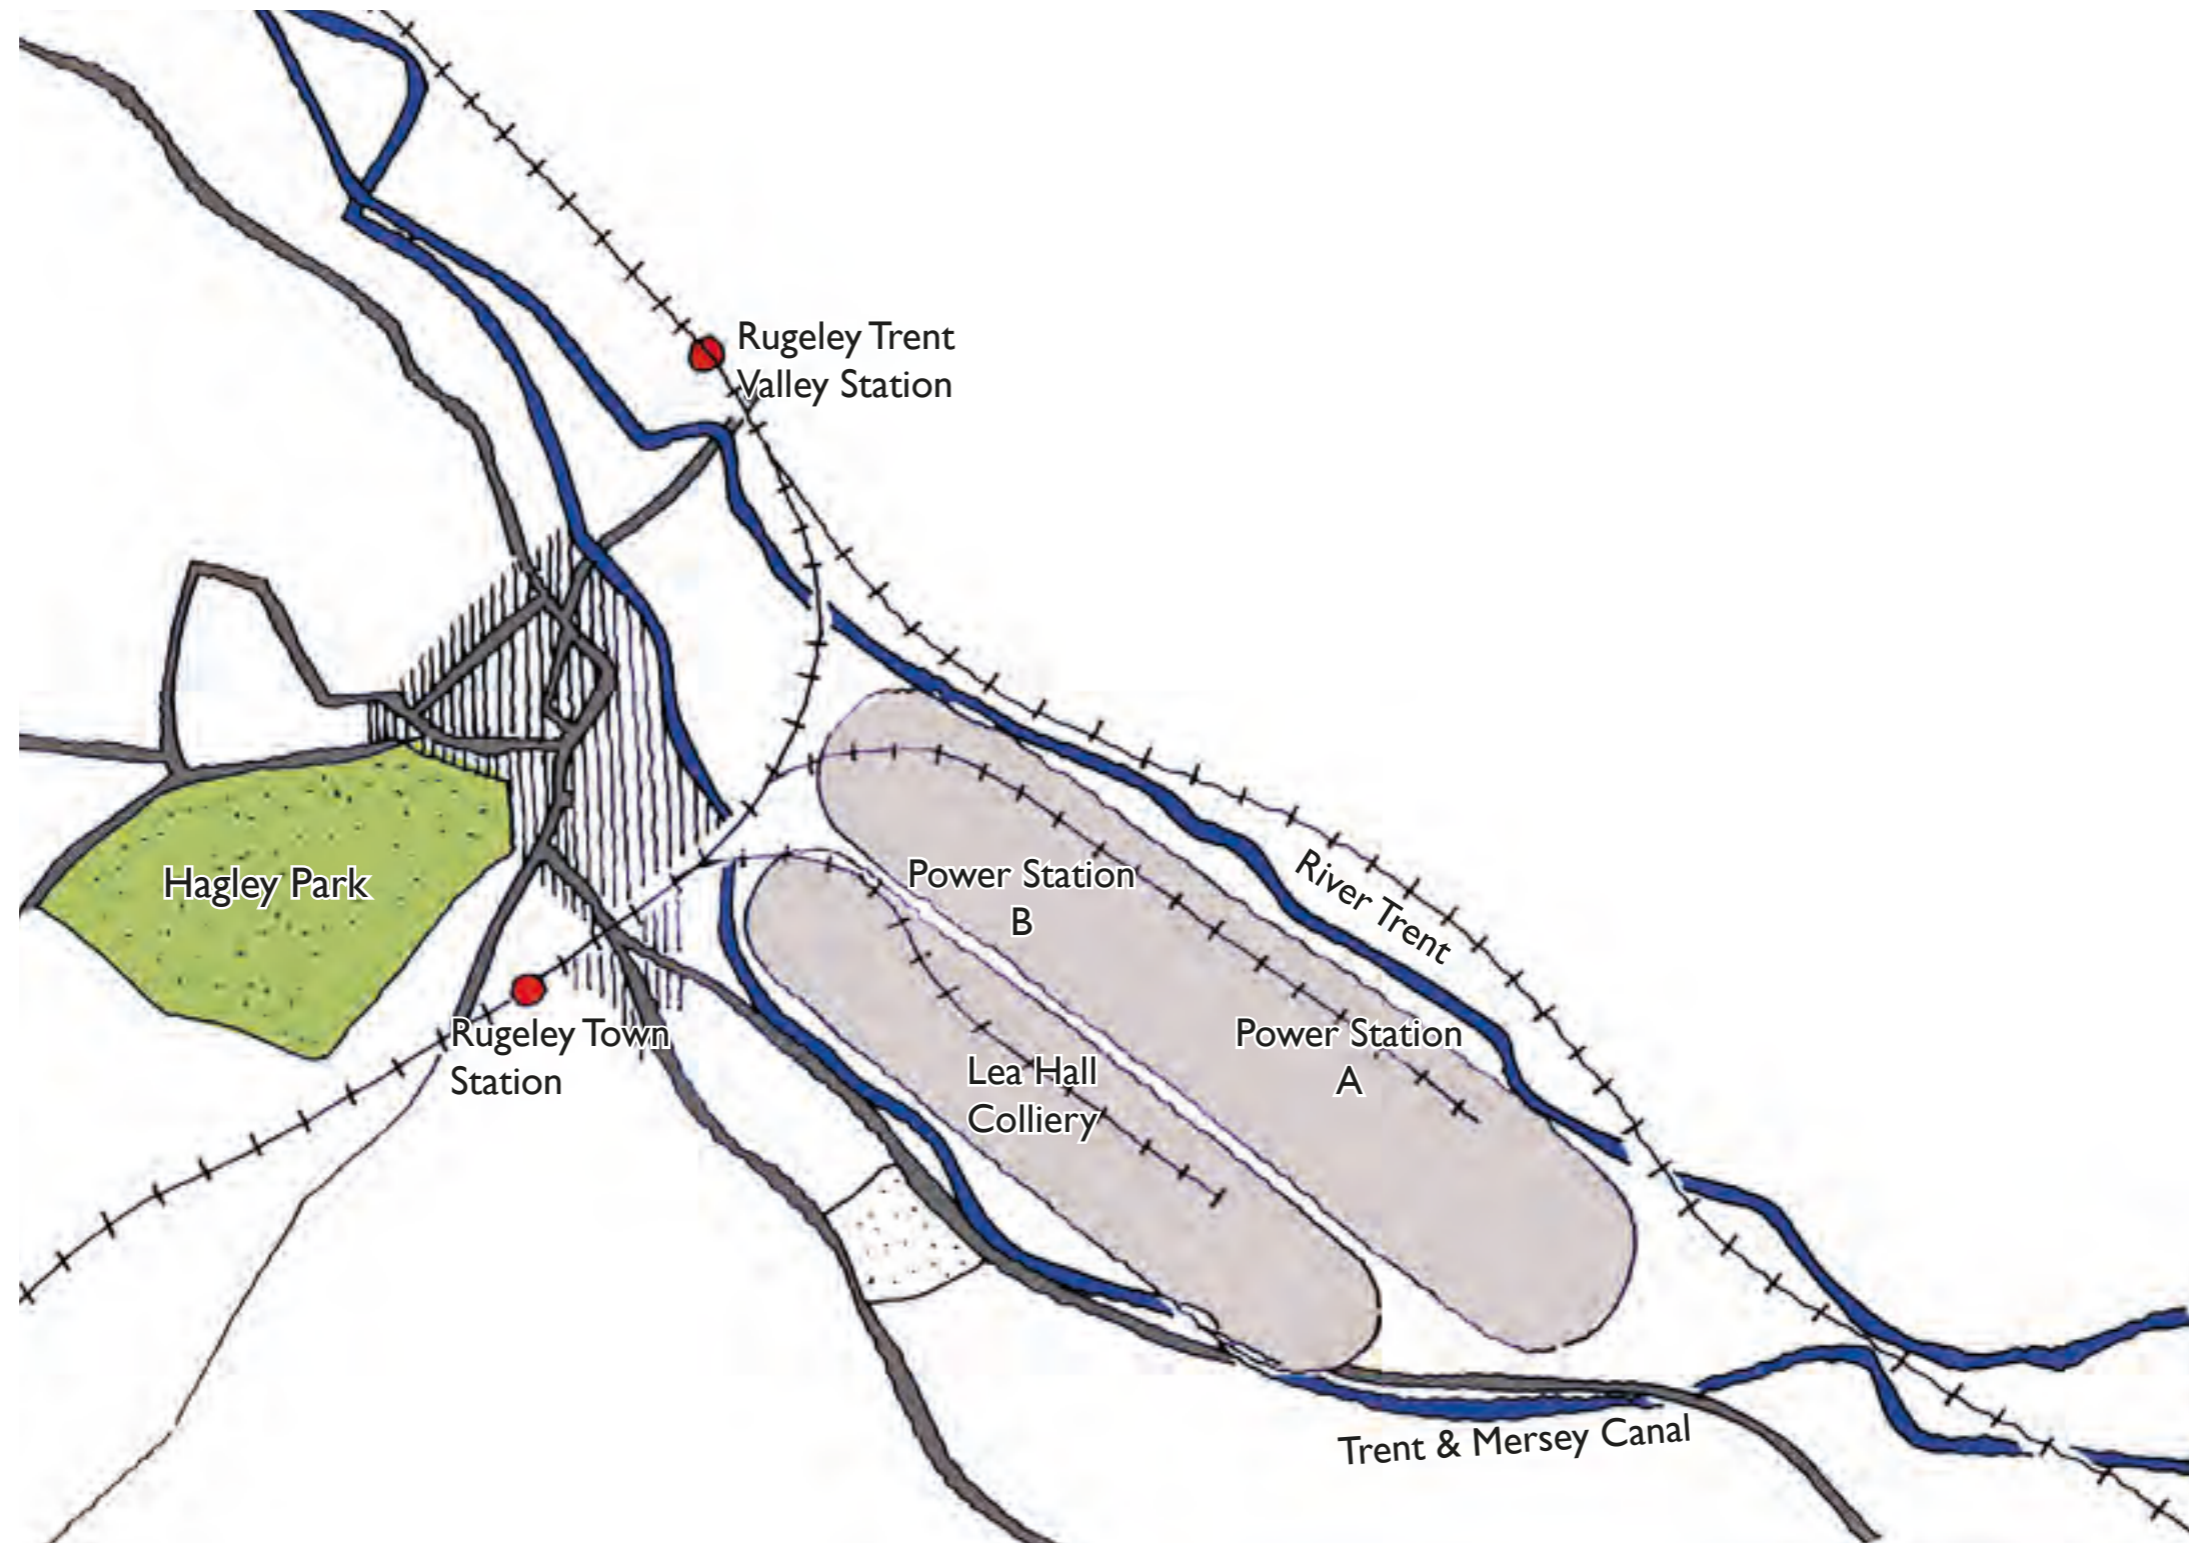 Rugeley Trent
Valley Station
Hagley Park
Power Station
B
River Trent
Rugeley Town
Station
Lea Hall
Colliery
Power Station
A
Trent & Mersey Canal